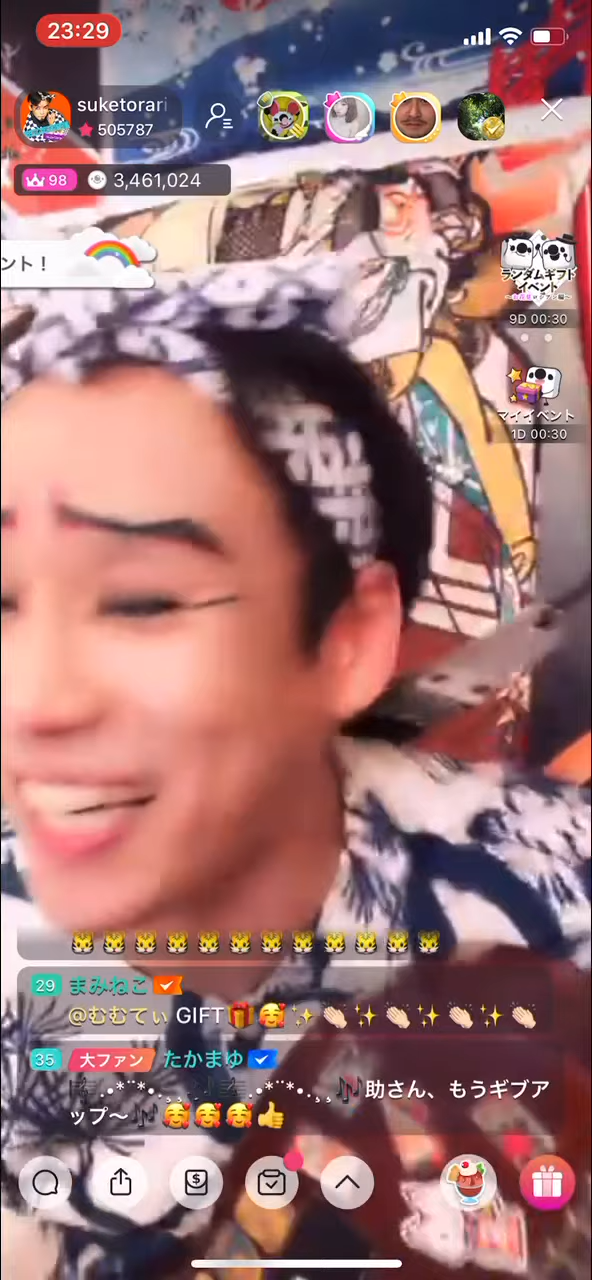 23:29
suketorari
505787
98
3,461,024
ント！
ランダムギフト
イベント
9D 00:30
マイイベント
1D 00:30
🐯🐯🐯🐯🐯🐯🐯🐯🐯🐯🐯🐯
29 まみねこ
@むむてぃ GIFT🎁🥰✨👏🏻✨👏🏻✨👏🏻✨👏🏻
35 大ファン たかまゆ
🎼.•*¨*•.¸¸🎶🎼.•*¨*•.¸¸🎶助さん、もうギブア
ップ〜🎶🥰🥰🥰👍